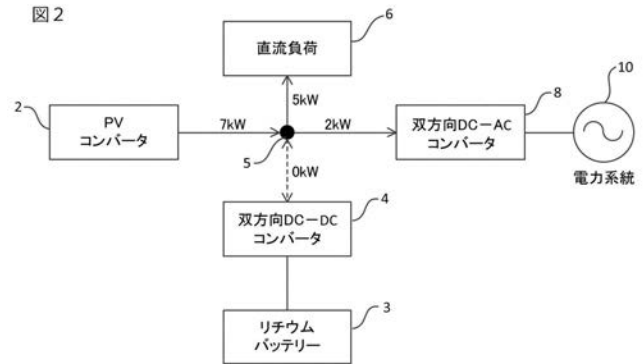 図2
6
直流負荷
10
2
8
5kW
PV
コンバータ
7kW
2kW
双方向DC－AC
コンバータ
5
0kW
電力系統
4
双方向DC－DC
コンバータ
3
リチウム
バッテリー